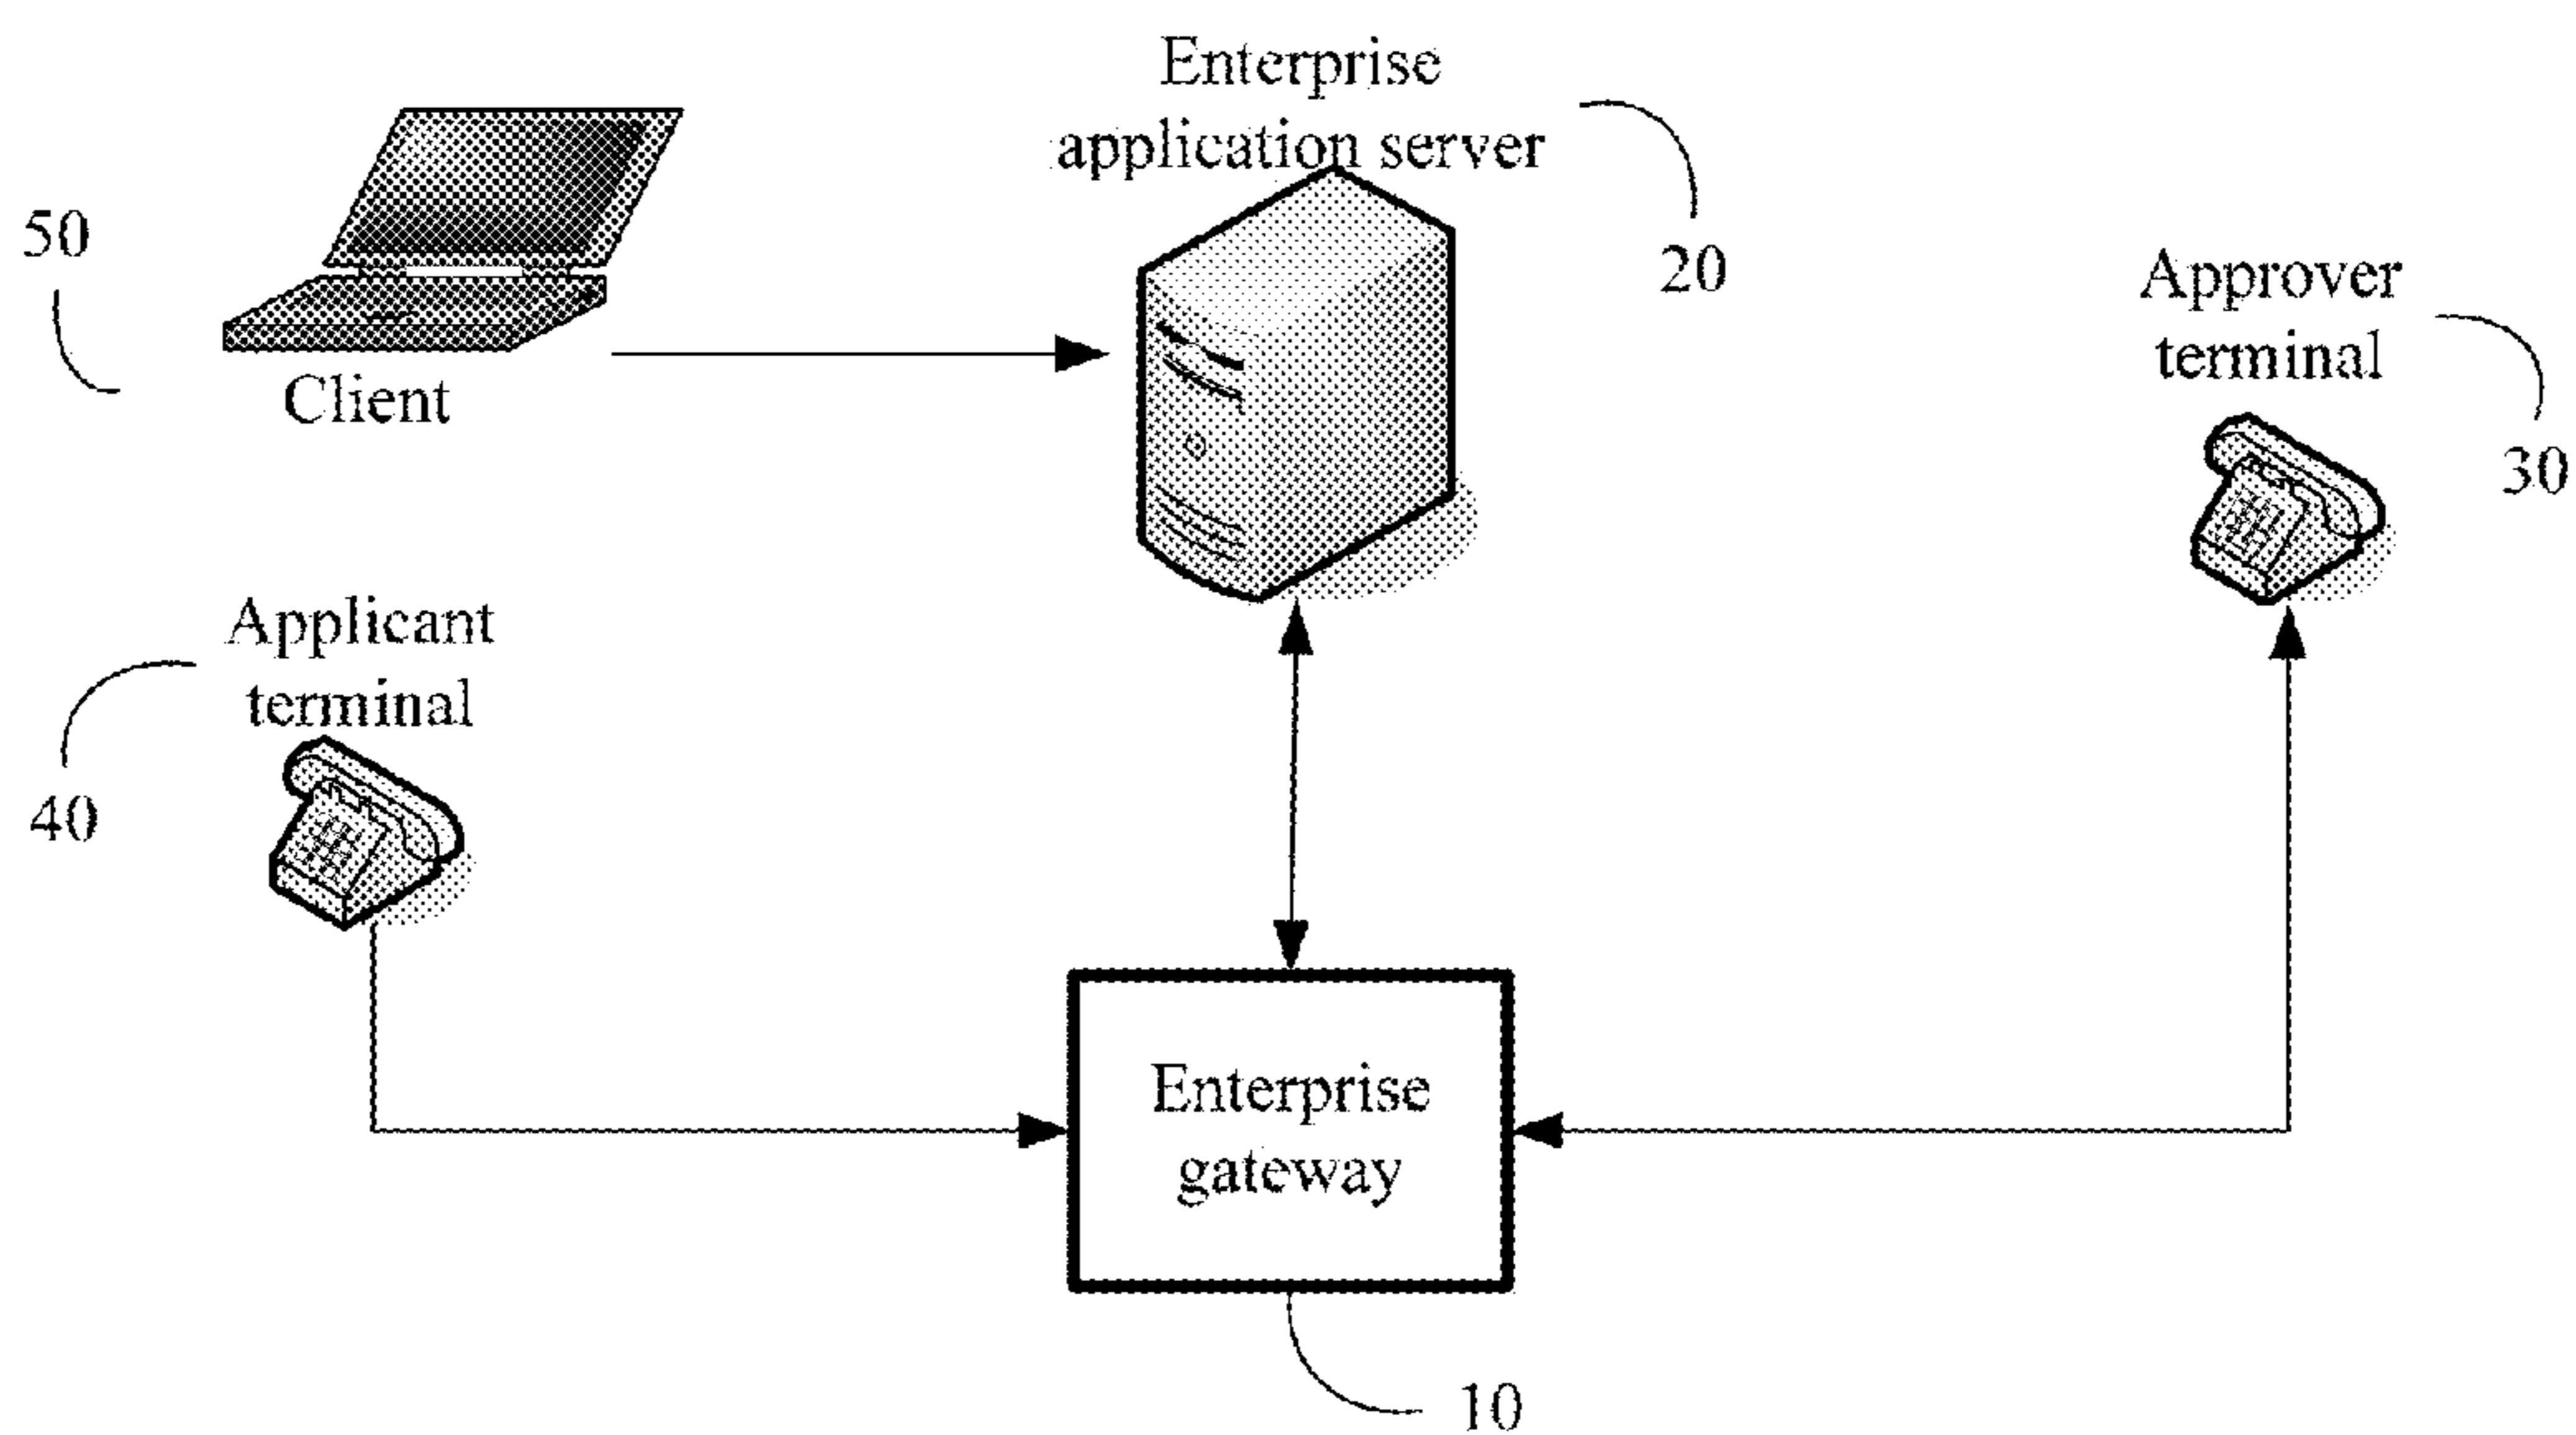 Enterprise
application server
20
50
Client
Approver
terminal
30
Applicant
terminal
40
Enterprise
gateway
10